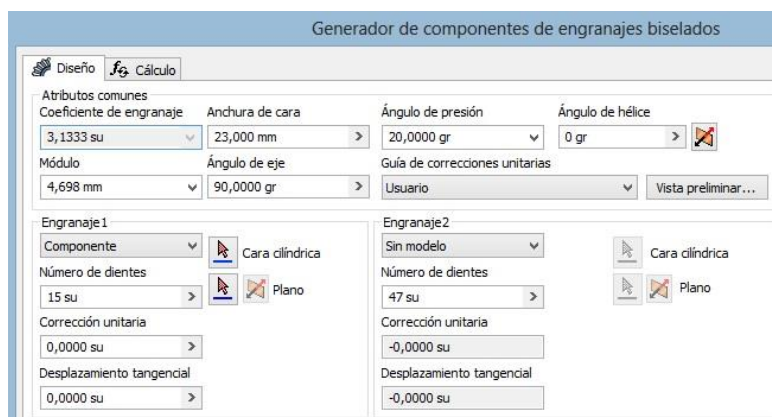 Generador de componentes de engranajes biselados
Diseño Cálculo
Atributos comunes
Coeficiente de engranaje Anchura de cara Ángulo de presión Ángulo de hélice
3,1333 su 23,000 mm 20,0000 gr 0 gr
Módulo Ángulo de eje Guía de correcciones unitarias
4,698 mm 90,0000 gr Usuario Vista preliminar...
Engranaje1 Engranaje2
Componente Cara cilíndrica Sin modelo Cara cilíndrica
Número de dientes Plano Número de dientes Plano
15 su 47 su
Corrección unitaria Corrección unitaria
0,0000 su -0,0000 su
Desplazamiento tangencial Desplazamiento tangencial
0,0000 su -0,0000 su